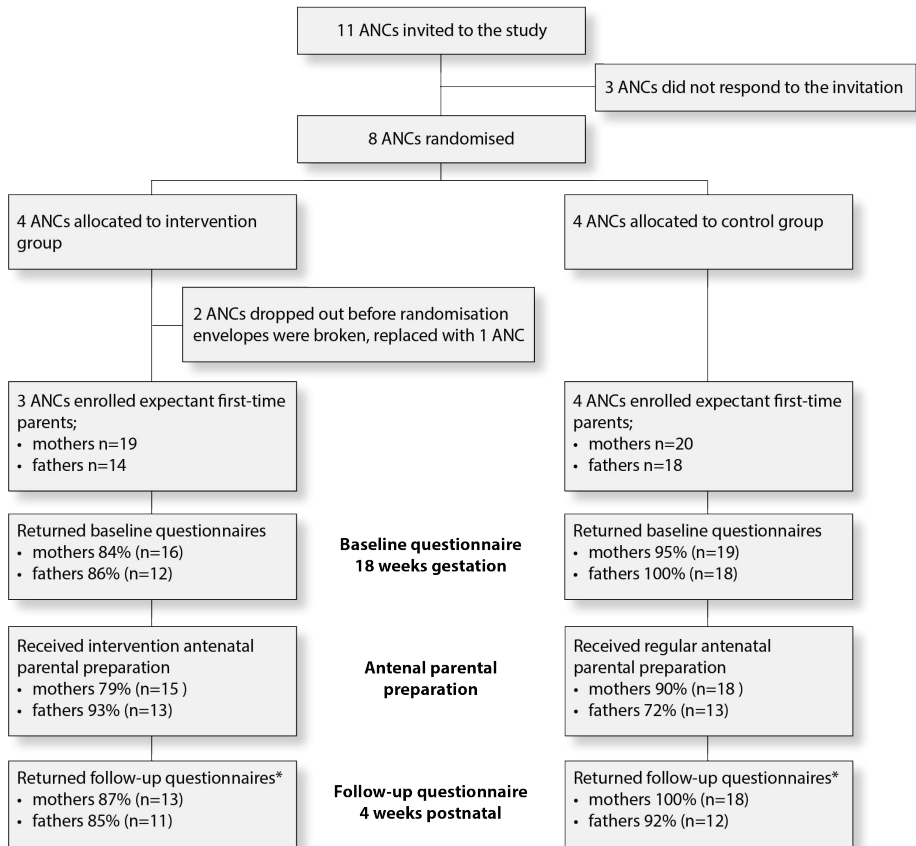 11 ANCs invited to the study
3 ANCs did not respond to the invitation
8 ANCs randomised
4 ANCs allocated to intervention
group
4 ANCs allocated to control group
2 ANCs dropped out before randomisation
envelopes were broken, replaced with 1 ANC
3 ANCs enrolled expectant first-time
parents;
• mothers n=19
• fathers n=14
4 ANCs enrolled expectant first-time
parents;
• mothers n=20
• fathers n=18
Returned baseline questionnaires
• mothers 84% (n=16)
• fathers 86% (n=12)
Baseline questionnaire
18 weeks gestation
Returned baseline questionnaires
• mothers 95% (n=19)
• fathers 100% (n=18)
Received intervention antenatal
parental preparation
• mothers 79% (n=15 )
• fathers 93% (n=13)
Antenal parental
preparation
Received regular antenatal
parental preparation
• mothers 90% (n=18 )
• fathers 72% (n=13)
Returned follow-up questionnaires*
• mothers 87% (n=13)
• fathers 85% (n=11)
Follow-up questionnaire
4 weeks postnatal
Returned follow-up questionnaires*
• mothers 100% (n=18)
• fathers 92% (n=12)